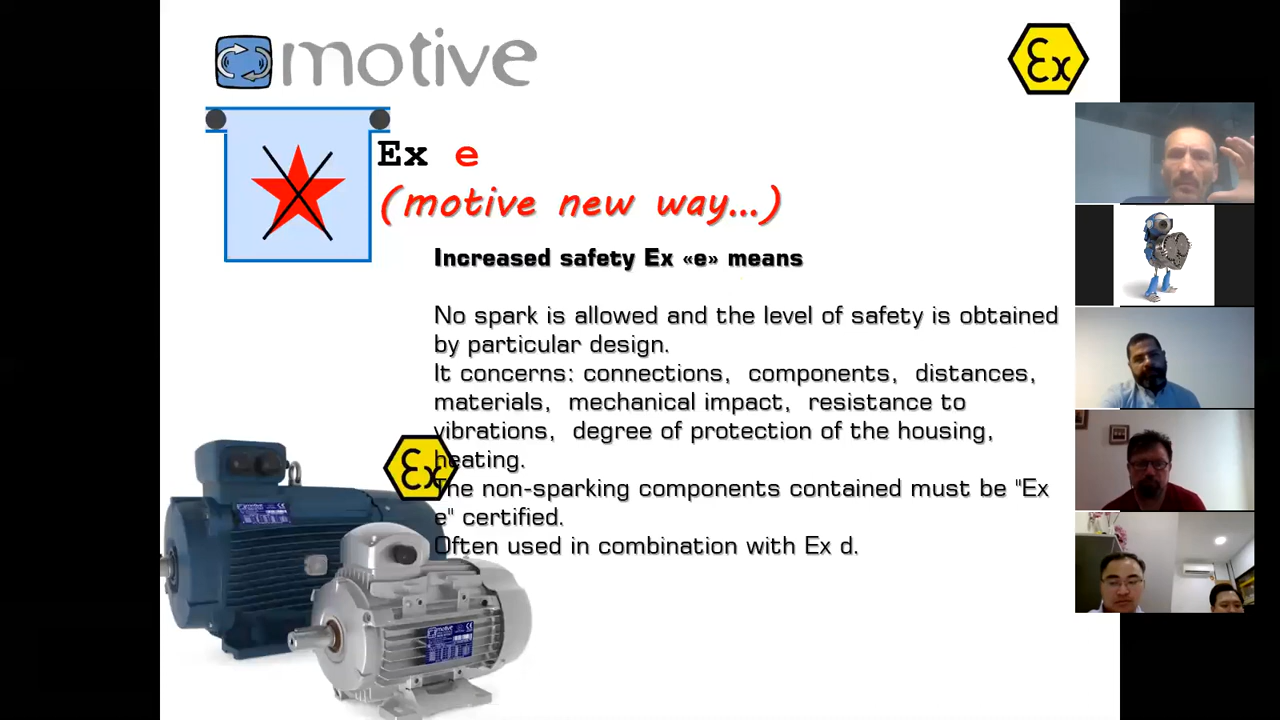 motive
Ex
Ex e
(motive new way...)
Increased safety Ex «e» means
No spark is allowed and the level of safety is obtained
by particular design.
It concerns: connections, components, distances,
materials, mechanical impact, resistance to
vibrations, degree of protection of the housing,
heating.
Ex
The non-sparking components contained must be "Ex
e" certified.
Often used in combination with Ex d.
motive
motive